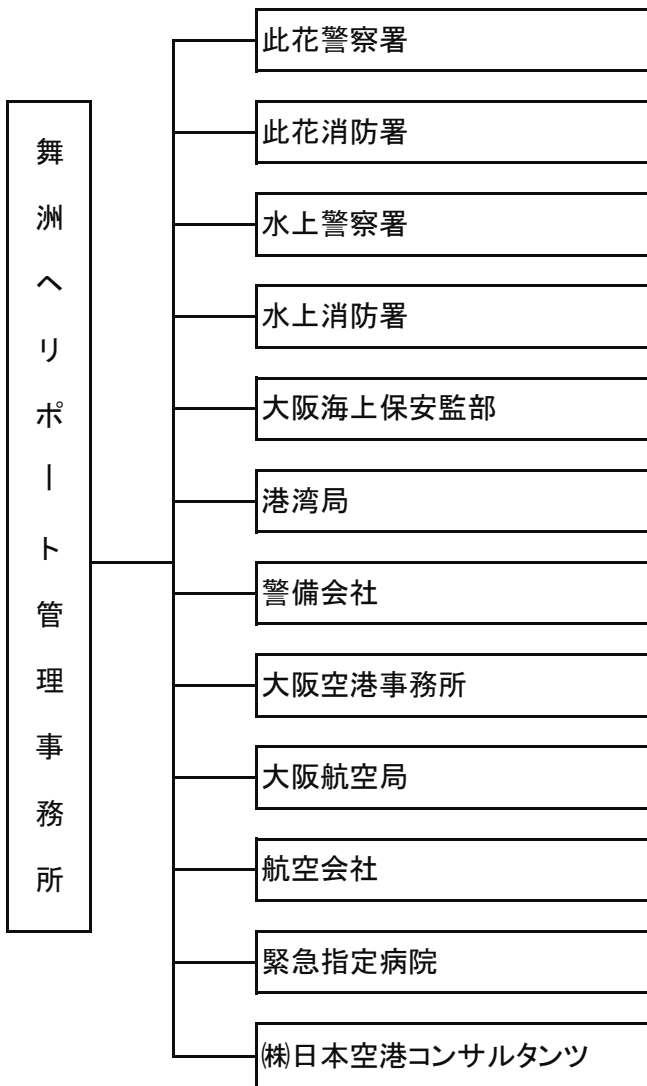 舞洲ヘリポート管理事務所
此花警察署
此花消防署
水上警察署
水上消防署
大阪海上保安監部
港湾局
警備会社
大阪空港事務所
大阪航空局
航空会社
緊急指定病院
㈱日本空港コンサルタンツ